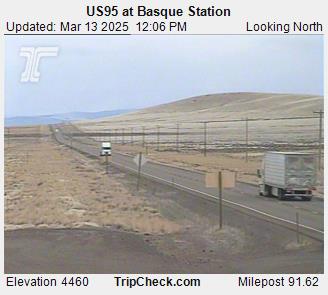 US95 at Basque Station
Updated: Mar 13 2025 12:06 PM Looking North
Elevation 4460 TripCheck.com Milepost 91.62